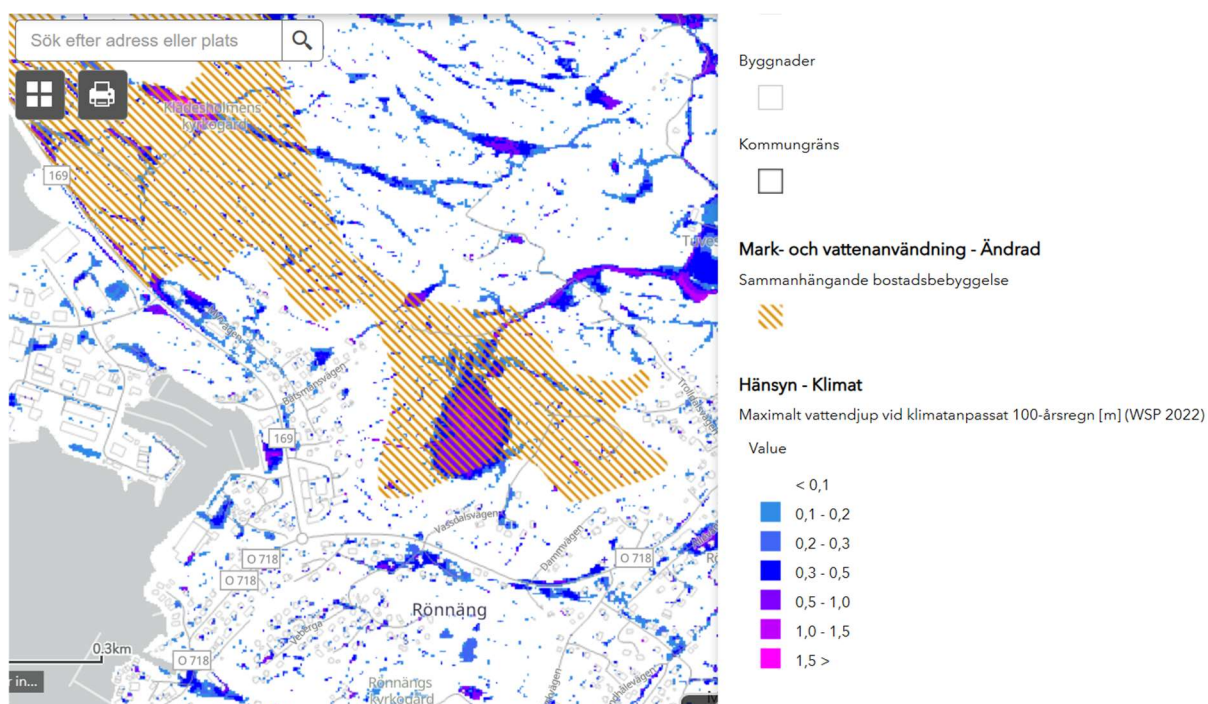 Sök efter adress eller plats
Klädesholmens
kyrkogård
169
Båtsmansvägen
169
Vassdalsvägen
Dammvägen
O 718
O 718
O 718
O 718
Rönnäng
Veberga
0.3km
r in...
Rönnängs
kyrkogård
Byggnader
Kommungräns
Mark- och vattenanvändning - Ändrad
Sammanhängande bostadsbebyggelse
Hänsyn - Klimat
Maximalt vattendjup vid klimatanpassat 100-årsregn [m] (WSP 2022)
Value
< 0,1
0,1 - 0,2
0,2 - 0,3
0,3 - 0,5
0,5 - 1,0
1,0 - 1,5
1,5 >